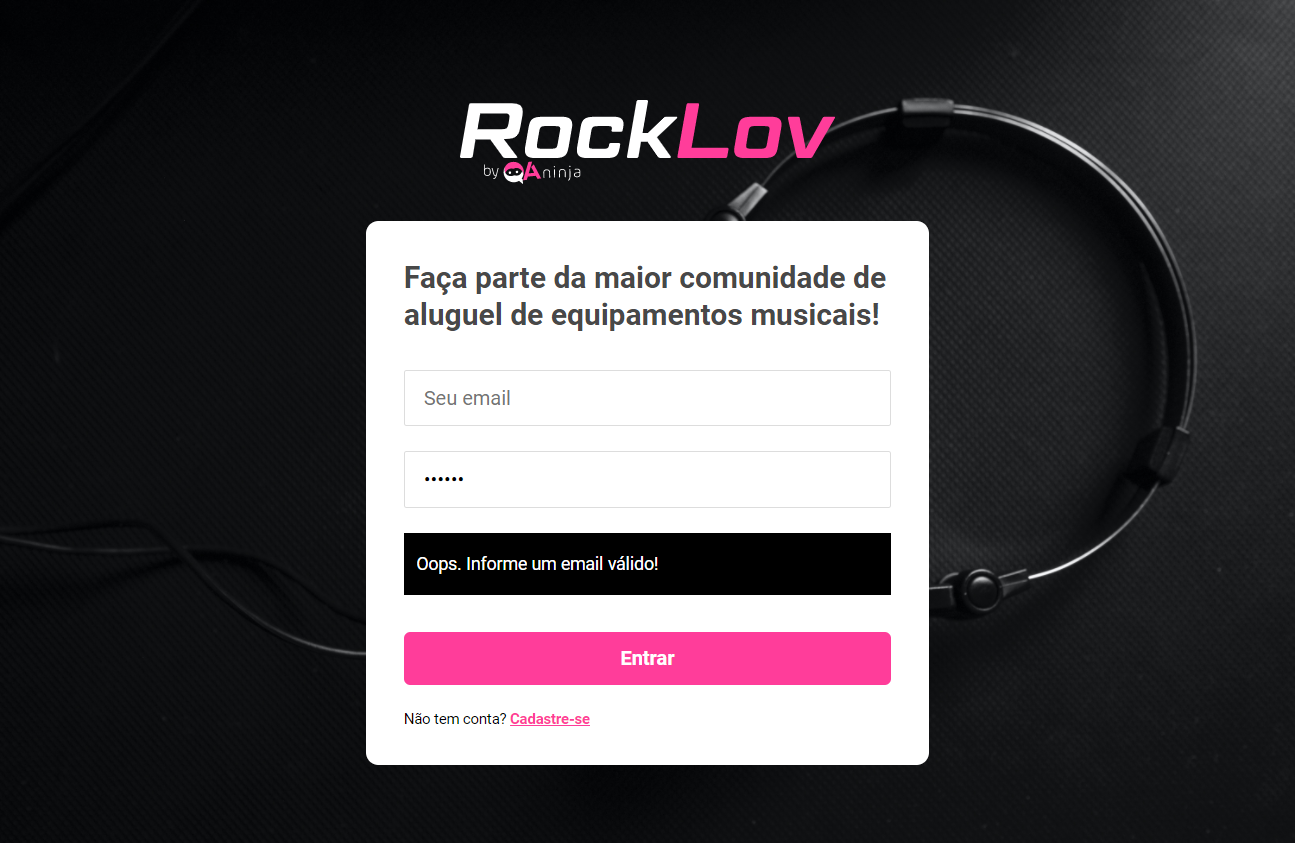 RockLov
by QAninja
Faça parte da maior comunidade de
aluguel de equipamentos musicais!
Seu email
••••••
Oops. Informe um email válido!
Entrar
Não tem conta? Cadastre-se